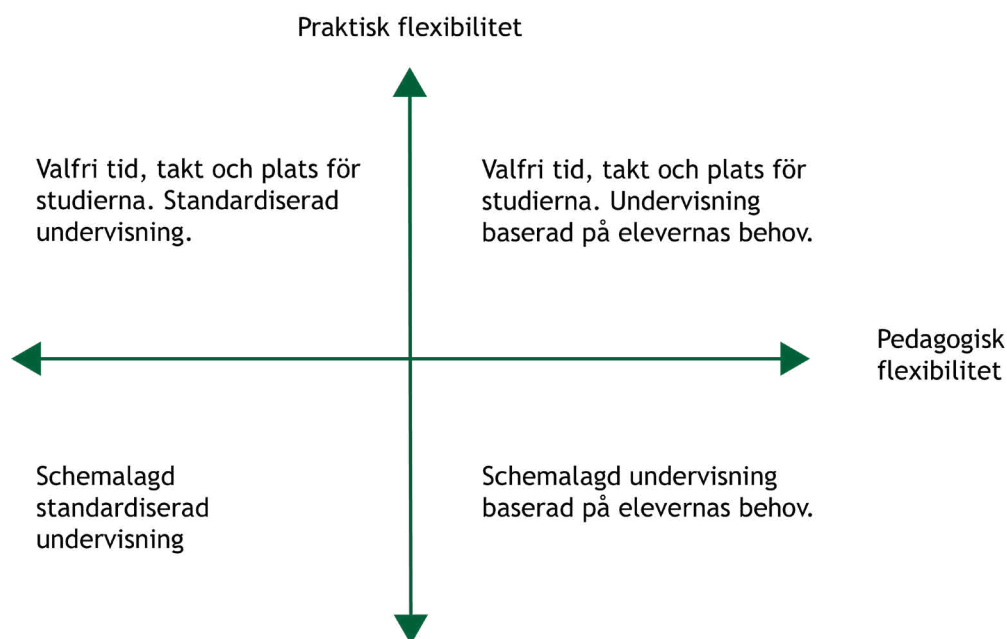 Praktisk flexibilitet
Valfri tid, takt och plats för
studierna. Standardiserad
undervisning.
Valfri tid, takt och plats för
studierna. Undervisning
baserad på elevernas behov.
Pedagogisk
flexibilitet
Schemalagd
standardiserad
undervisning
Schemalagd undervisning
baserad på elevernas behov.